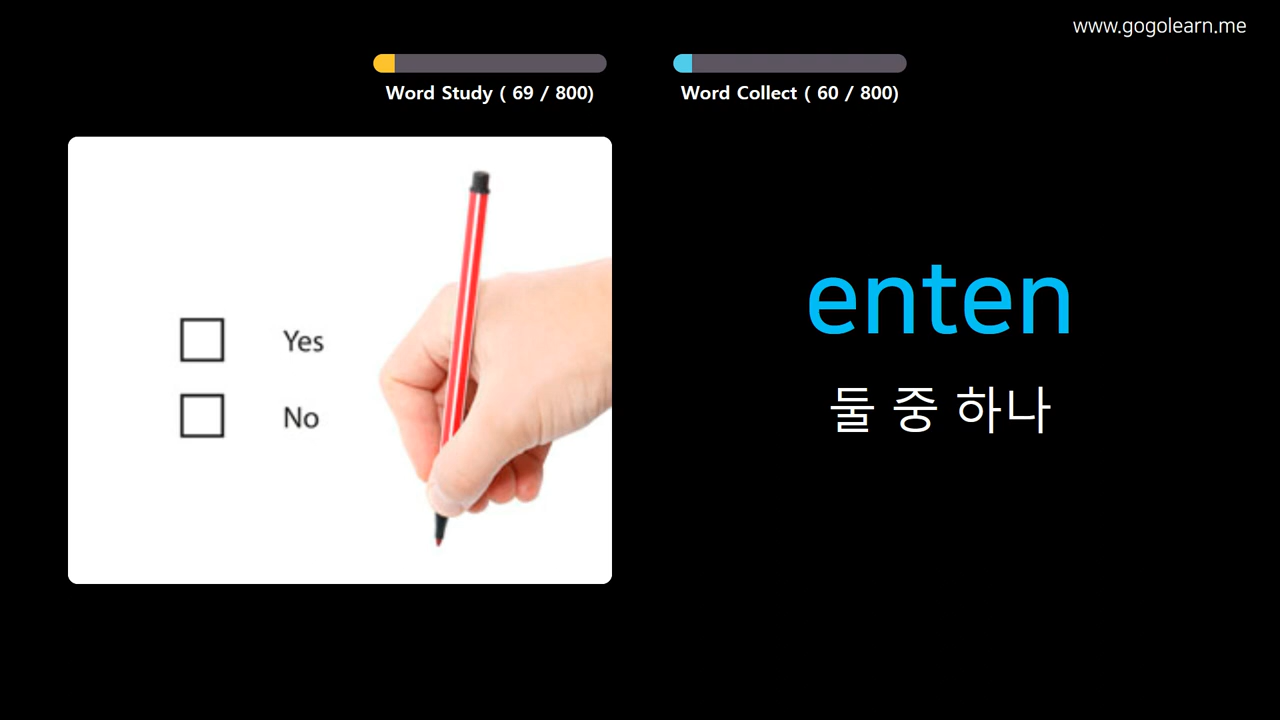 www.gogolearn.me
Word Study ( 69 / 800)
Word Collect ( 60 / 800)
Yes
No
enten
둘 중 하나